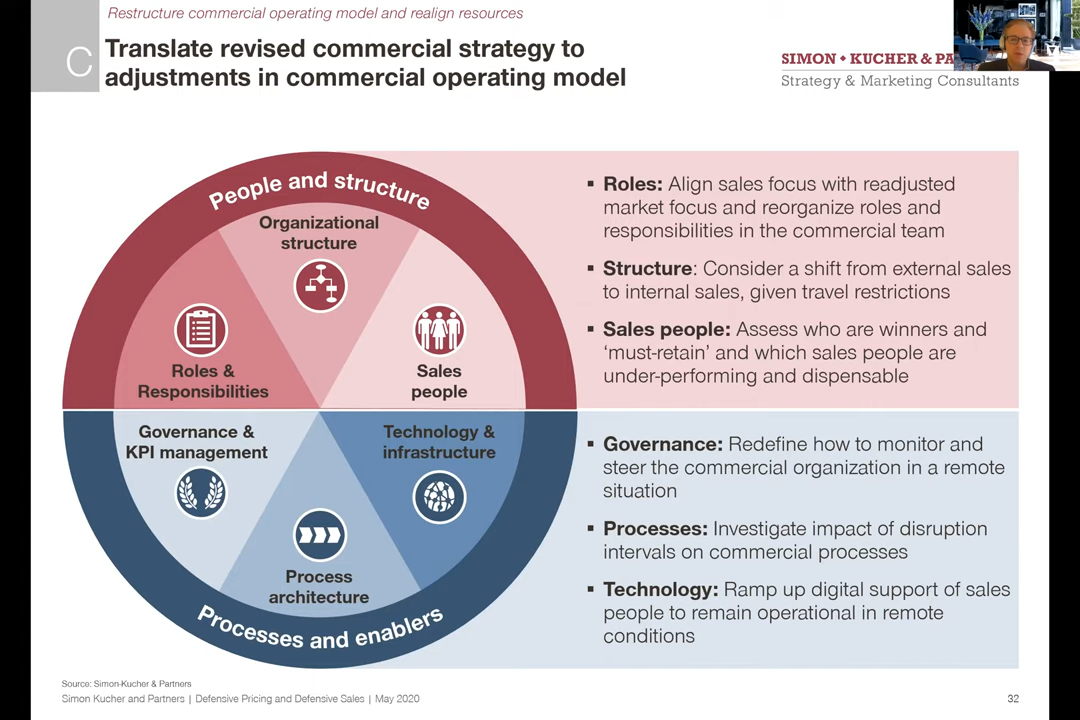 Restructure commercial operating model and realign resources
C
Translate revised commercial strategy to
adjustments in commercial operating model
SIMON • KUCHER & PA
Strategy & Marketing Consultants
People and structure
Organizational
structure
Roles &
Responsibilities
Sales
people
Governance &
KPI management
Technology &
infrastructure
Process
architecture
Processes and enablers
▪ Roles: Align sales focus with readjusted
market focus and reorganize roles and
responsibilities in the commercial team
▪ Structure: Consider a shift from external sales
to internal sales, given travel restrictions
▪ Sales people: Assess who are winners and
‘must-retain’ and which sales people are
under-performing and dispensable
▪ Governance: Redefine how to monitor and
steer the commercial organization in a remote
situation
▪ Processes: Investigate impact of disruption
intervals on commercial processes
▪ Technology: Ramp up digital support of sales
people to remain operational in remote
conditions
Source: Simon-Kucher & Partners
Simon Kucher and Partners | Defensive Pricing and Defensive Sales | May 2020
32